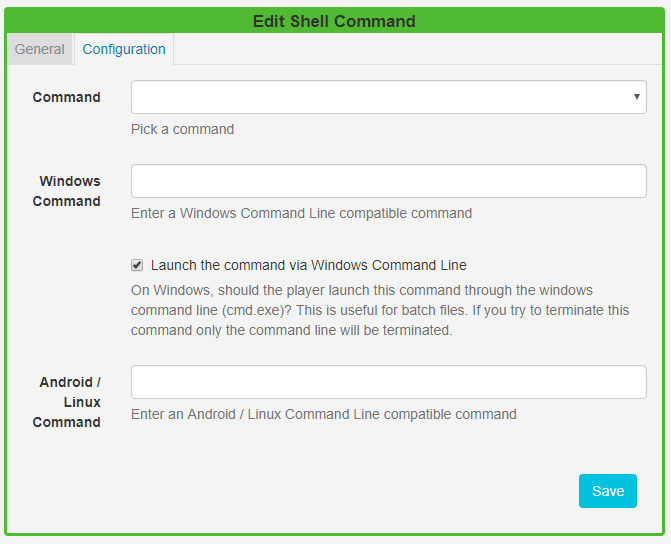 Edit Shell Command
General
Configuration
Command
Pick a command
Windows
Command
Enter a Windows Command Line compatible command
Launch the command via Windows Command Line
On Windows, should the player launch this command through the windows
command line (cmd.exe)? This is useful for batch files. If you try to terminate this
command only the command line will be terminated.
Android /
Linux
Command
Enter an Android / Linux Command Line compatible command
Save